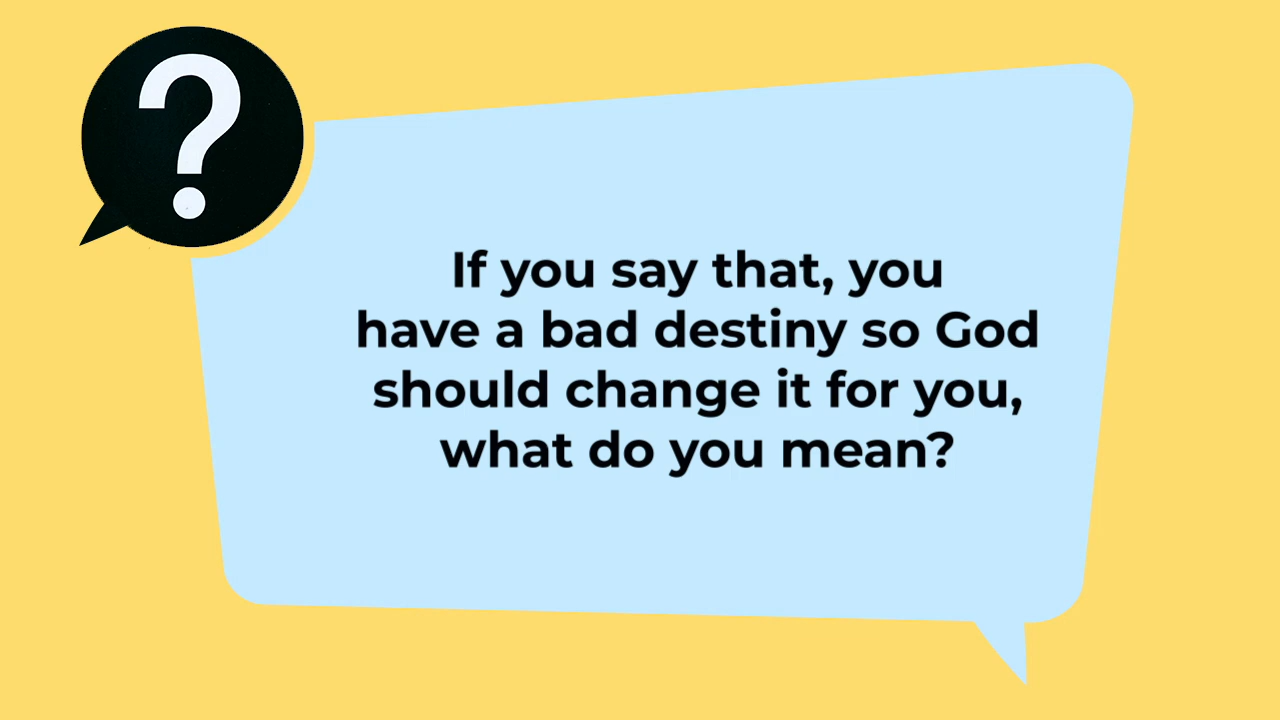 ?
If you say that, you
have a bad destiny so God
should change it for you,
what do you mean?